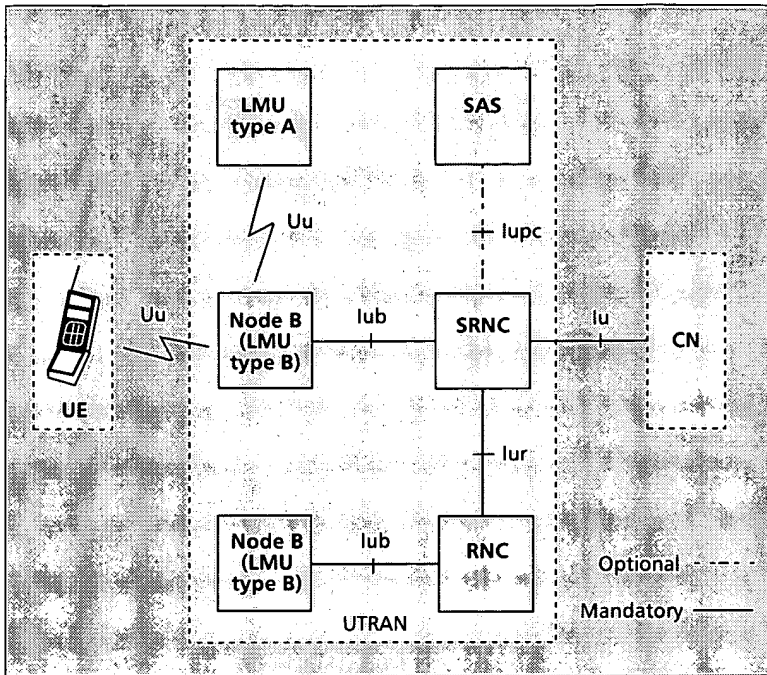 LMU
type A
SAS
Uu
Iupc
Uu
Node B
(LMU
type B)
Iub
SRNC
Iu
CN
UE
Iur
Node B
(LMU
type B)
Iub
RNC
UTRAN
Optional
Mandatory